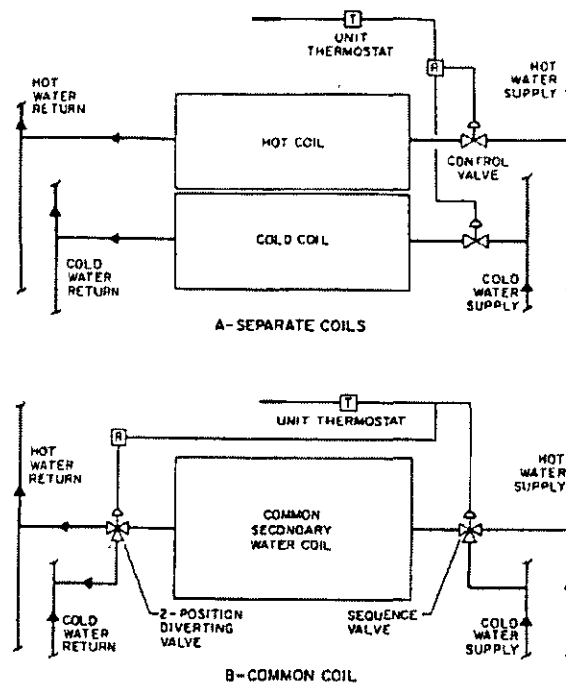 T
UNIT
THERMOSTAT
R
HOT
WATER
RETURN
HOT
WATER
SUPPLY
HOT COIL
CONTROL
VALVE
COLD COIL
COLD
WATER
RETURN
COLD
WATER
SUPPLY
A-SEPARATE COILS
T
UNIT THERMOSTAT
R
HOT
WATER
RETURN
HOT
WATER
SUPPLY
COMMON
SECONDARY
WATER COIL
COLD
WATER
RETURN
2-POSITION
DIVERTING
VALVE
SEQUENCE
VALVE
COLD
WATER
SUPPLY
B-COMMON COIL